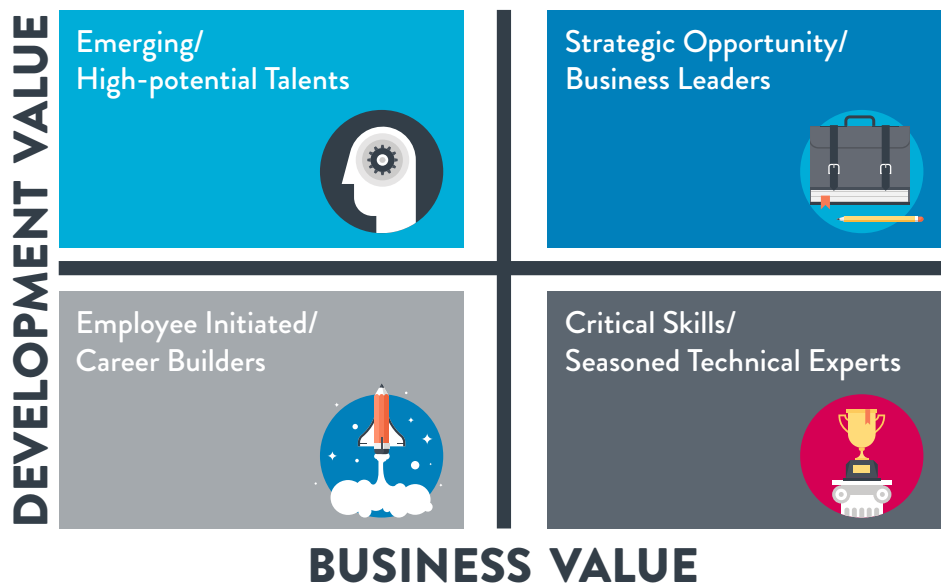 DEVELOPMENT VALUE
Emerging/
High-potential Talents
Strategic Opportunity/
Business Leaders
Employee Initiated/
Career Builders
Critical Skills/
Seasoned Technical Experts
BUSINESS VALUE